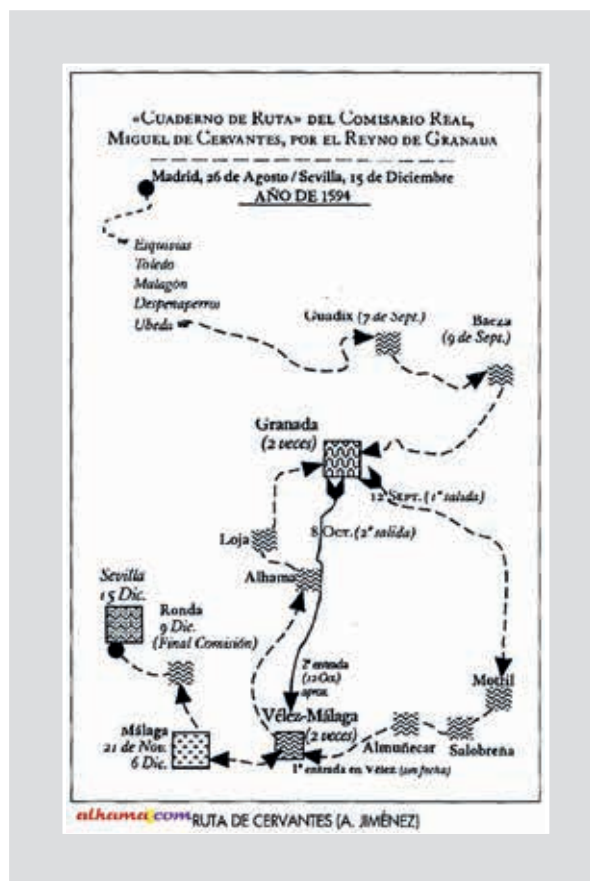 «CUADERNO DE RUTA» DEL COMISARIO REAL,
MIGUEL DE CERVANTES, POR EL REYNO DE GRANADA
Madrid, 26 de Agosto / Sevilla, 15 de Diciembre
AÑO DE 1594
Esquivias
Toledo
Malagón
Despeñaperros
Ubeda
Guadix (7 de Sept.)
Baeza
(9 de Sept.)
Granada
(2 veces)
12 SEPT. (1ª salida)
8 OCT. (2ª salida)
Loja
Alhama
Sevilla
15 Dic.
Ronda
9 Dic.
(Final Comisión)
2ª entrada
(12 Oct.)
aprox.
Motril
Vélez-Málaga
(2 veces)
Málaga
21 de Nov.
6 Dic.
Almuñecar
Salobreña
1ª entrada en Vélez (sin fecha)
alhama.com
RUTA DE CERVANTES (A. JIMÉNEZ)